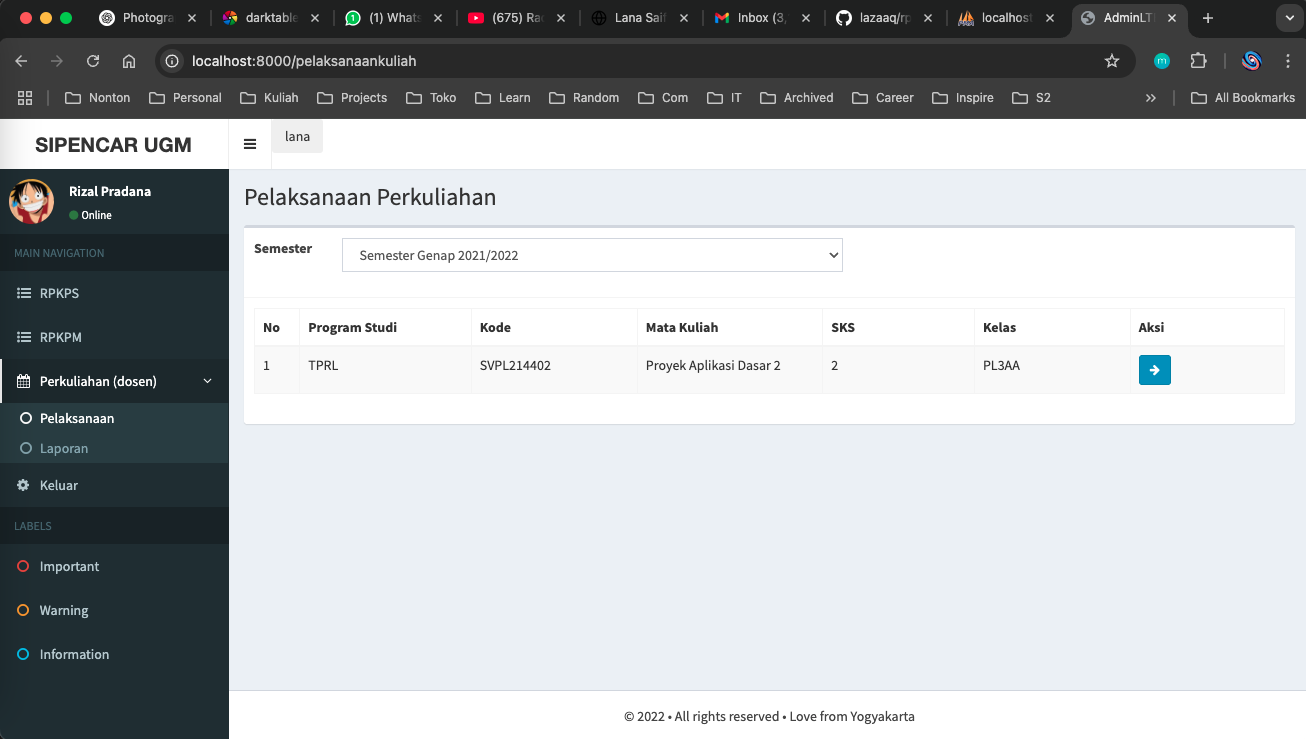 Photogra
darktable
(1) Whats
(675) Rac
Lana Saif
Inbox (3,
lazaaq/rp
localhost
AdminLT
localhost:8000/pelaksanaankuliah
m
Nonton
Personal
Kuliah
Projects
Toko
Learn
Random
Com
IT
Archived
Career
Inspire
S2
All Bookmarks
SIPENCAR UGM
lana
Rizal Pradana
Online
MAIN NAVIGATION
RPKPS
RPKPM
Perkuliahan (dosen)
Pelaksanaan
Laporan
Keluar
LABELS
Important
Warning
Information
Pelaksanaan Perkuliahan
Semester
Semester Genap 2021/2022
No Program Studi Kode Mata Kuliah SKS Kelas Aksi
1 TPRL SVPL214402 Proyek Aplikasi Dasar 2 2 PL3AA
© 2022 • All rights reserved • Love from Yogyakarta